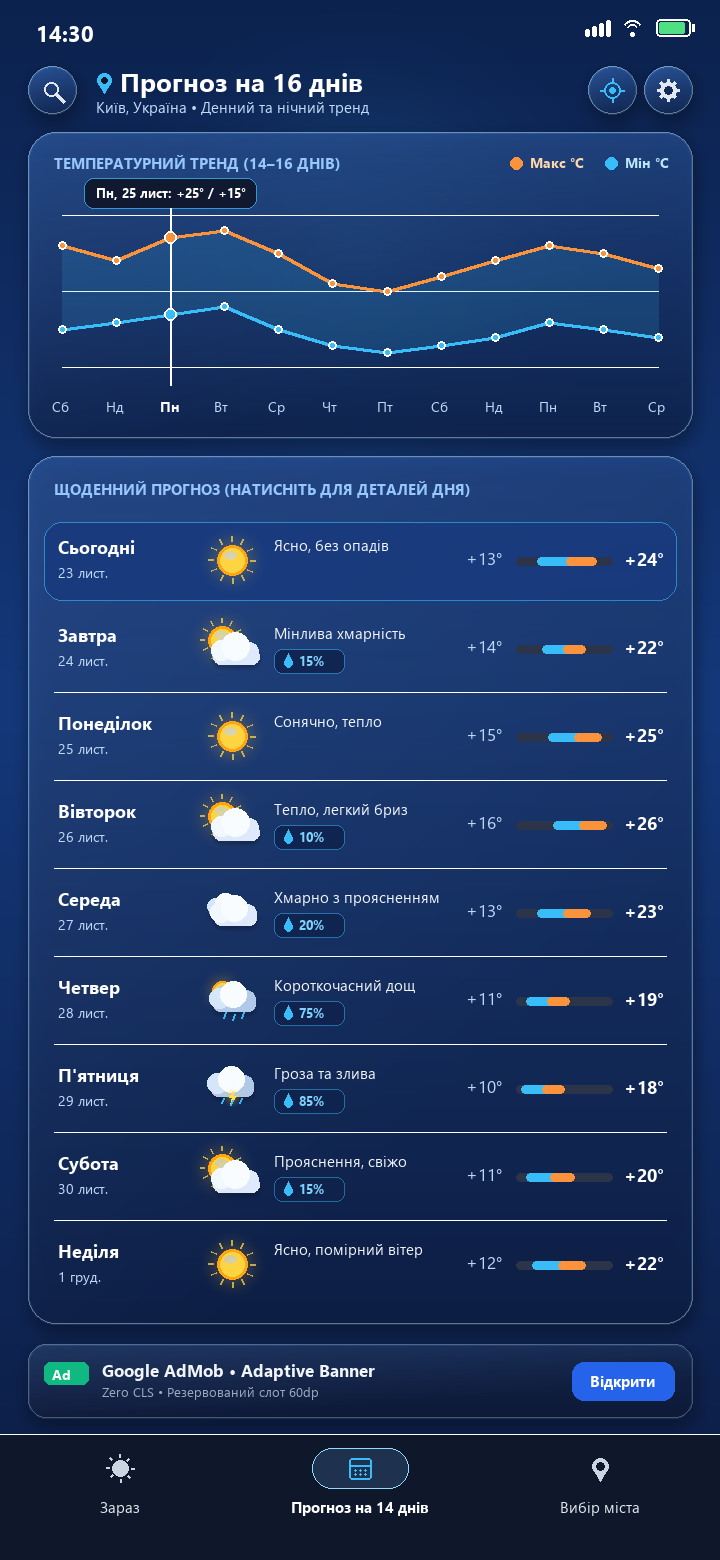 14:30
Прогноз на 16 днів
Київ, Україна • Денний та нічний тренд
ТЕМПЕРАТУРНИЙ ТРЕНД (14–16 ДНІВ)
Макс °C
Мін °C
Пн, 25 лист: +25° / +15°
Сб Нд Пн Вт Ср Чт Пт Сб Нд Пн Вт Ср
ЩОДЕННИЙ ПРОГНОЗ (НАТИСНІТЬ ДЛЯ ДЕТАЛЕЙ ДНЯ)
Сьогодні
23 лист.
Ясно, без опадів
+13°
+24°
Завтра
24 лист.
Мінлива хмарність
15%
+14°
+22°
Понеділок
25 лист.
Сонячно, тепло
+15°
+25°
Вівторок
26 лист.
Тепло, легкий бриз
10%
+16°
+26°
Середа
27 лист.
Хмарно з проясненням
20%
+13°
+23°
Четвер
28 лист.
Короткочасний дощ
75%
+11°
+19°
П'ятниця
29 лист.
Гроза та злива
85%
+10°
+18°
Субота
30 лист.
Прояснення, свіжо
15%
+11°
+20°
Неділя
1 груд.
Ясно, помірний вітер
+12°
+22°
Ad
Google AdMob • Adaptive Banner
Zero CLS • Резервований слот 60dp
Відкрити
Зараз
Прогноз на 14 днів
Вибір міста